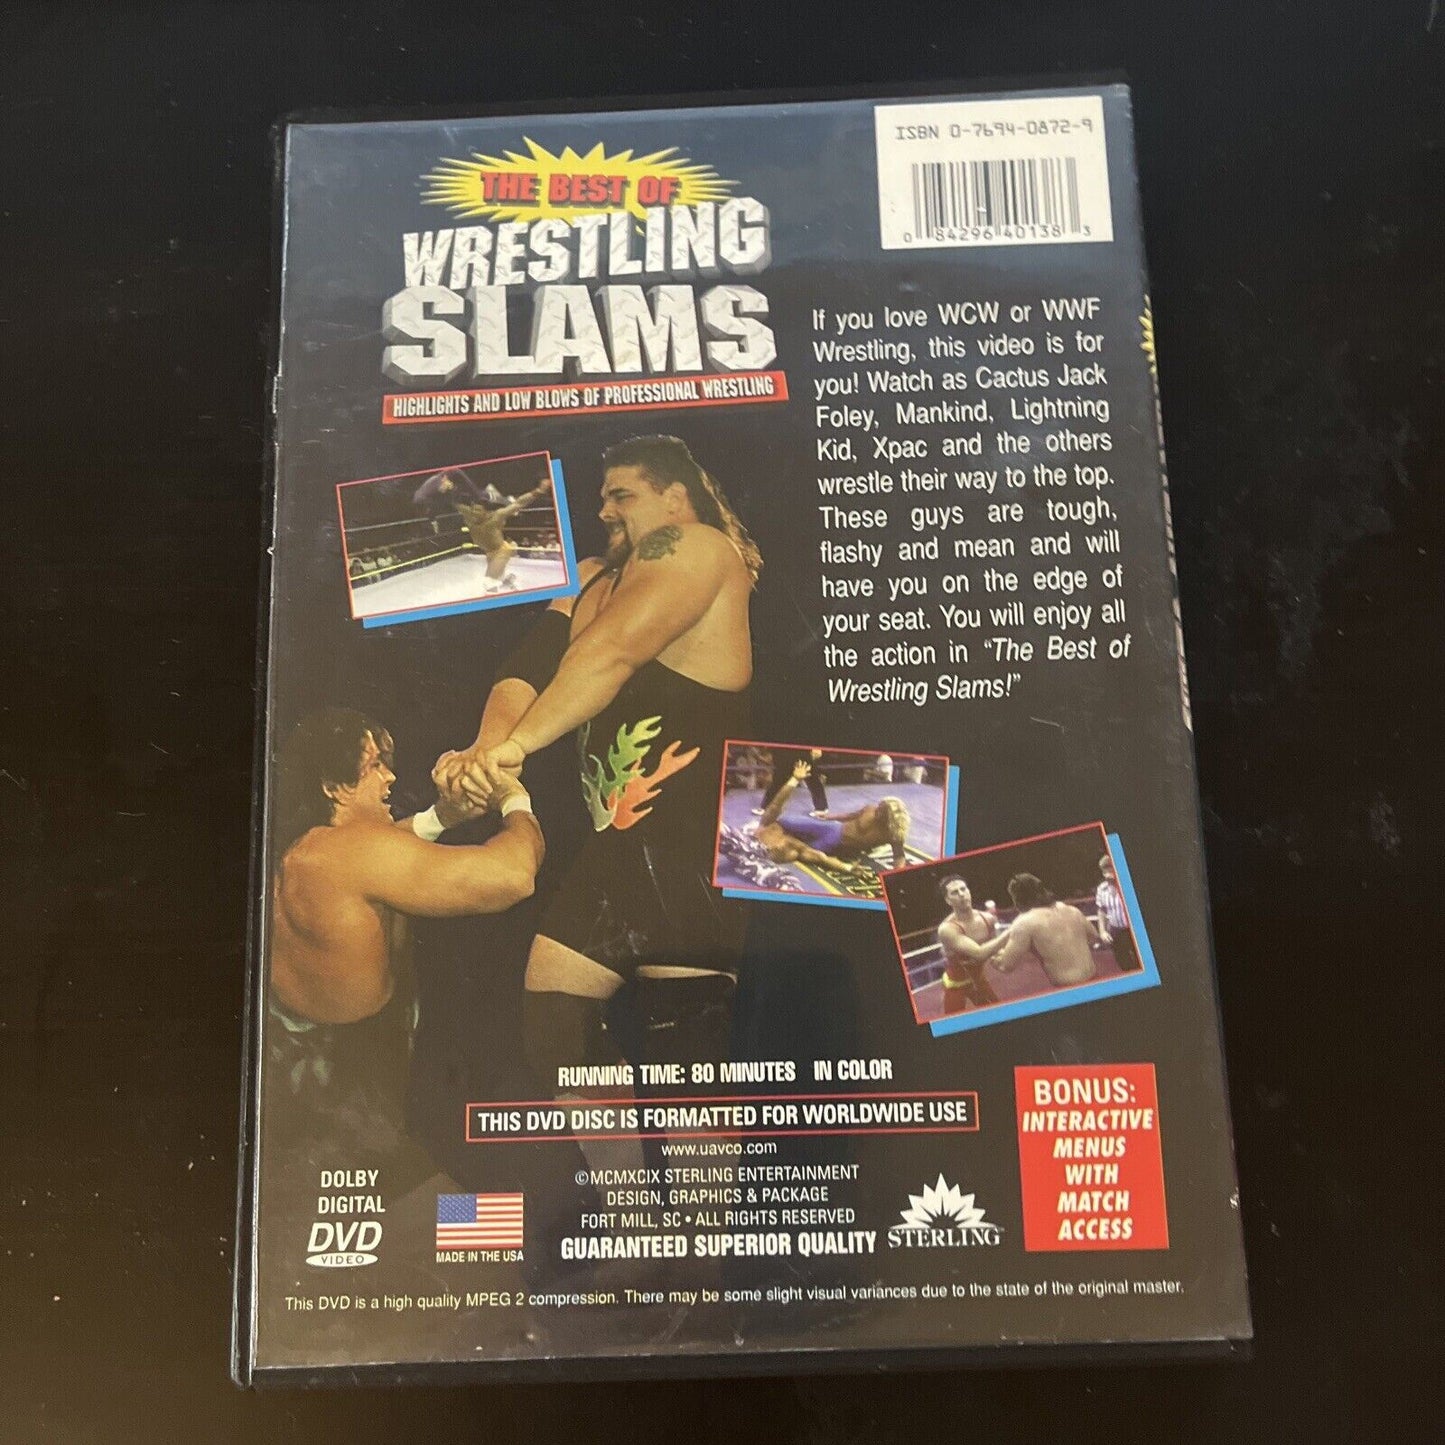 ISBN 0-7694-0872-9
0 84296 40138 3
THE BEST OF
WRESTLING
SLAMS
HIGHLIGHTS AND LOW BLOWS OF PROFESSIONAL WRESTLING
If you love WCW or WWF
Wrestling, this video is for
you! Watch as Cactus Jack
Foley, Mankind, Lightning
Kid, Xpac and the others
wrestle their way to the top.
These guys are tough,
flashy and mean and will
have you on the edge of
your seat. You will enjoy all
the action in "The Best of
Wrestling Slams!"
RUNNING TIME: 80 MINUTES IN COLOR
THIS DVD DISC IS FORMATTED FOR WORLDWIDE USE
www.uavco.com
©MCMXCIX STERLING ENTERTAINMENT
DESIGN, GRAPHICS & PACKAGE
FORT MILL, SC • ALL RIGHTS RESERVED
GUARANTEED SUPERIOR QUALITY
DOLBY
DIGITAL
DVD
VIDEO
MADE IN THE USA
STERLING
BONUS:
INTERACTIVE
MENUS
WITH
MATCH
ACCESS
This DVD is a high quality MPEG 2 compression. There may be some slight visual variances due to the state of the original master.